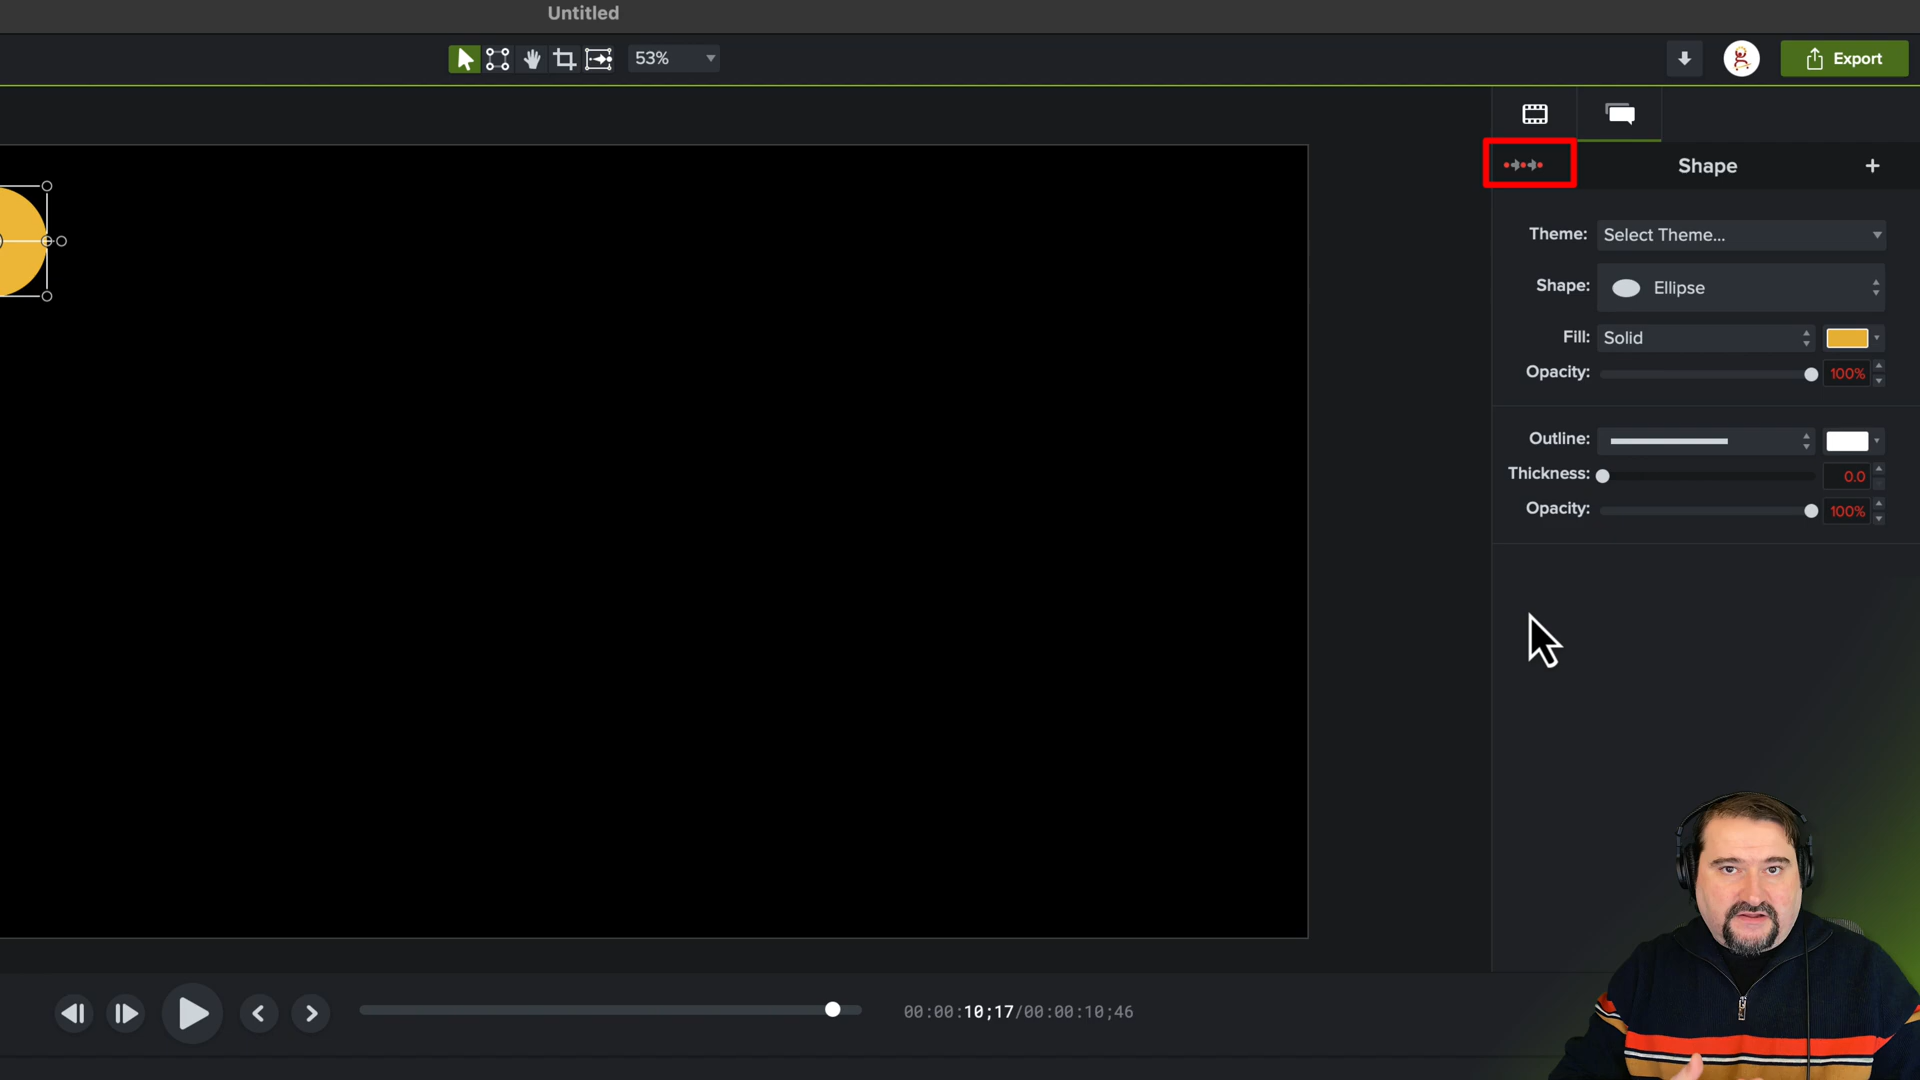 Untitled
53%
Export
Shape
Theme: Select Theme...
Shape: Ellipse
Fill: Solid
Opacity: 100%
Outline:
Thickness: 0.0
Opacity: 100%
00:00:10;17/00:00:10;46